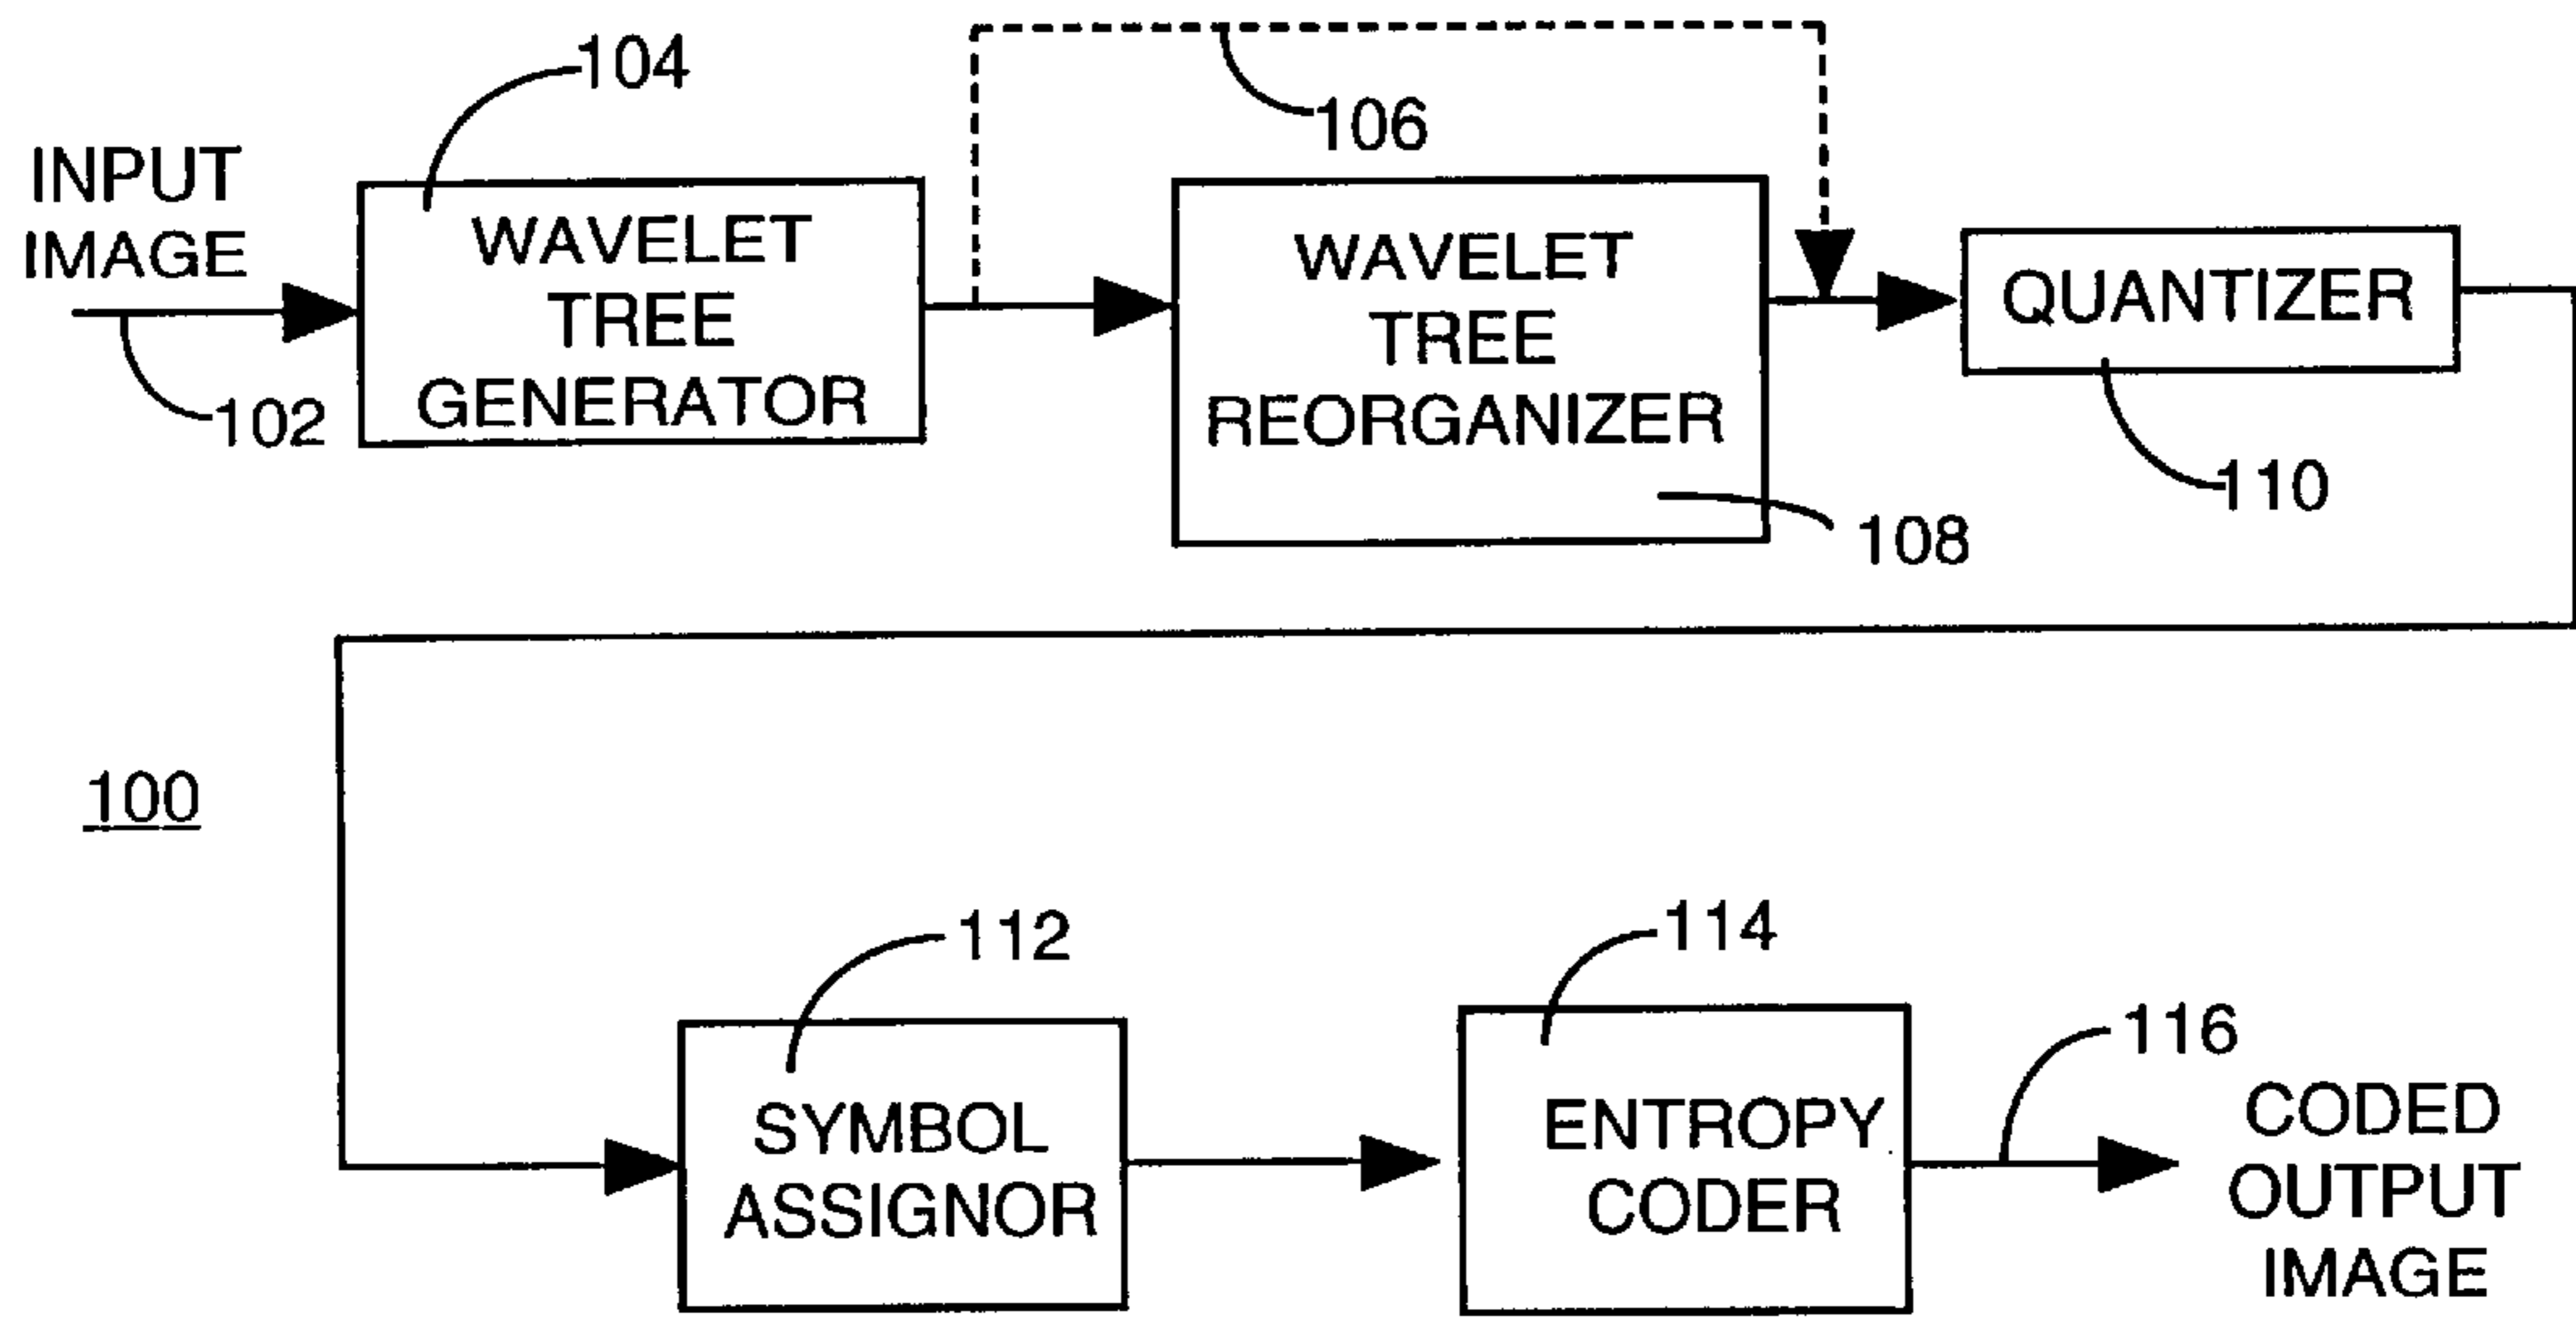 104
106
INPUT
IMAGE
102
WAVELET
TREE
GENERATOR
WAVELET
TREE
REORGANIZER
108
QUANTIZER
110
100
112
SYMBOL
ASSIGNOR
114
ENTROPY
CODER
116
CODED
OUTPUT
IMAGE